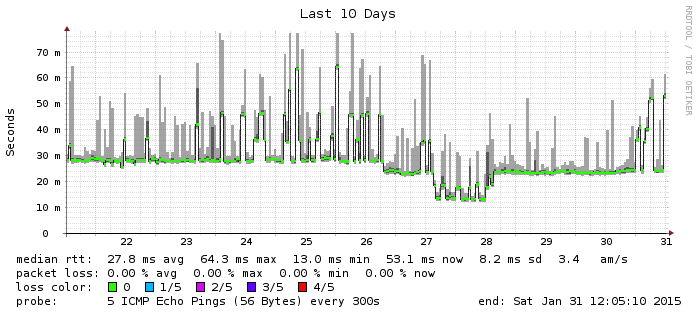 Last 10 Days
RRDTOOL / TOBI OETIKER
Seconds
70 m
60 m
50 m
40 m
30 m
20 m
10 m
0
22 23 24 25 26 27 28 29 30 31
median rtt: 27.8 ms avg 64.3 ms max 13.0 ms min 53.1 ms now 8.2 ms sd 3.4 am/s
packet loss: 0.00 % avg 0.00 % max 0.00 % min 0.00 % now
loss color: 0 1/5 2/5 3/5 4/5
probe: 5 ICMP Echo Pings (56 Bytes) every 300s end: Sat Jan 31 12:05:10 2015